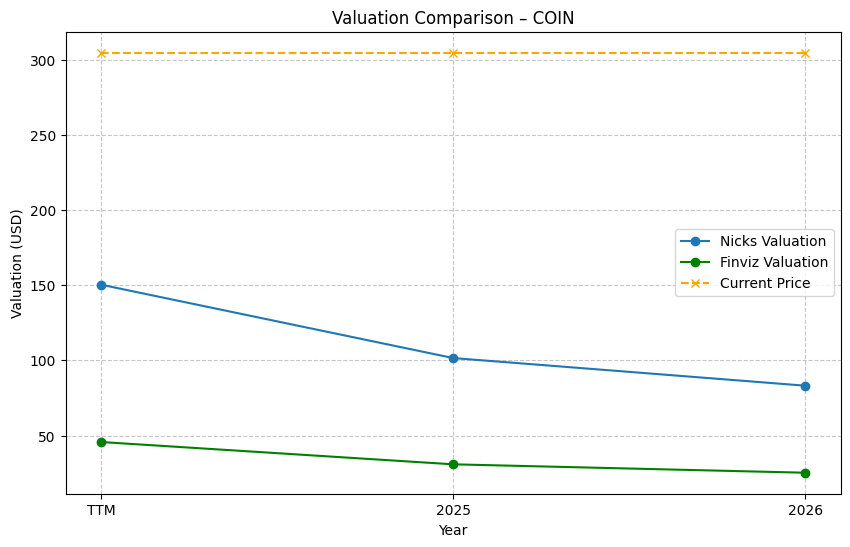 Valuation Comparison – COIN
Valuation (USD)
300
250
200
150
100
50
Nicks Valuation
Finviz Valuation
Current Price
TTM
2025
2026
Year